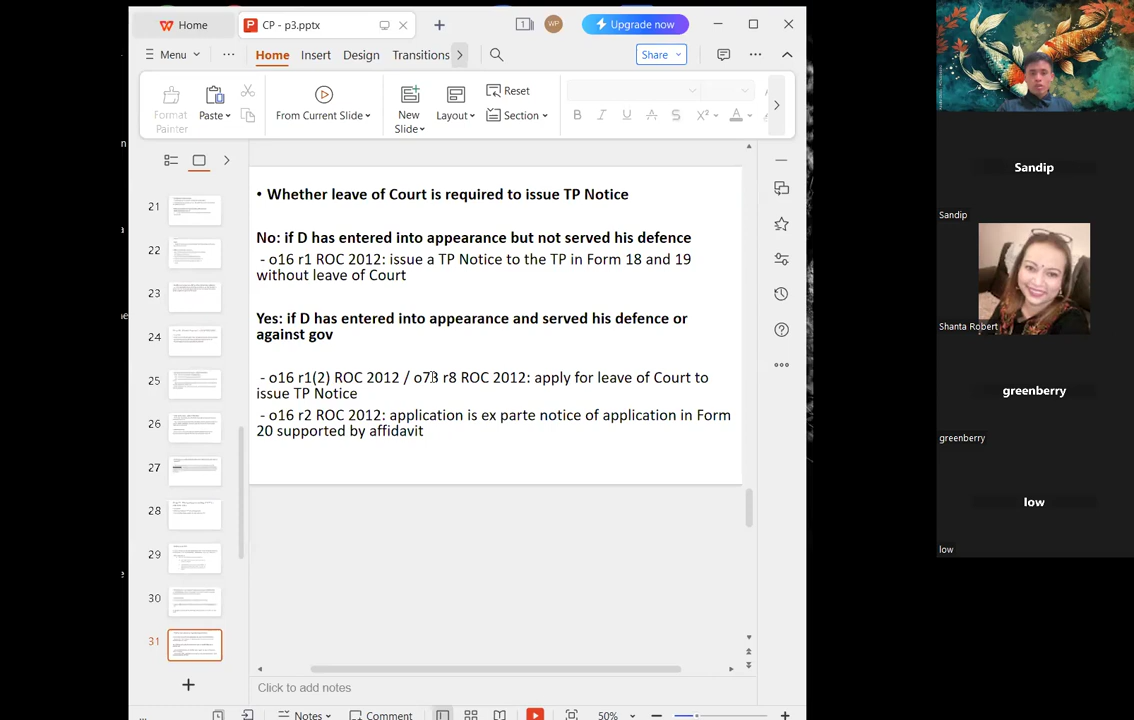 Home
CP - p3.pptx
1
WP
Upgrade now
Menu
Home
Insert
Design
Transitions
Share
Format Painter
Paste
From Current Slide
New Slide
Layout
Reset
Section
B I U A S X² A
• Whether leave of Court is required to issue TP Notice
No: if D has entered into appearance but not served his defence
- o16 r1 ROC 2012: issue a TP Notice to the TP in Form 18 and 19
without leave of Court
Yes: if D has entered into appearance and served his defence or
against gov
- o16 r1(2) ROC 2012 / o73 r8 ROC 2012: apply for leave of Court to
issue TP Notice
- o16 r2 ROC 2012: application is ex parte notice of application in Form
20 supported by affidavit
21
22
23
24
25
26
27
28
29
30
31
Click to add notes
Notes
Comment
50%
Sandip
Sandip
Shanta Robert
greenberry
greenberry
low
low